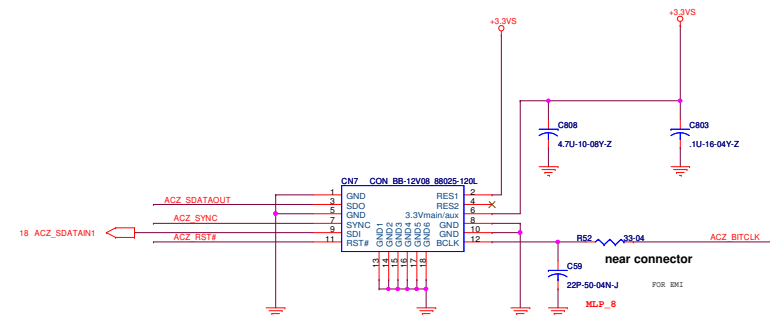 +3.3VS
+3.3VS
C808
4.7U-10-08Y-Z
C803
.1U-16-04Y-Z
CN7 CON BB-12V08 88025-120L
1 GND RES1 2
ACZ_SDATAOUT 3 SDO RES2 4
5 GND 3.3Vmain/aux 6
ACZ_SYNC 7 SYNC GND 8
18 ACZ_SDATAIN1 9 SDI GND 10
ACZ_RST# 11 RST# BCLK 12
GND1 GND2 GND3 GND4 GND5 GND6
13 14 15 16 17 18
R52 33-04 ACZ_BITCLK
near connector
C59
22P-50-04N-J
FOR EMI
MLP_8